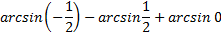 arcsin(−1/2) − arcsin 1/2 + arcsin 0